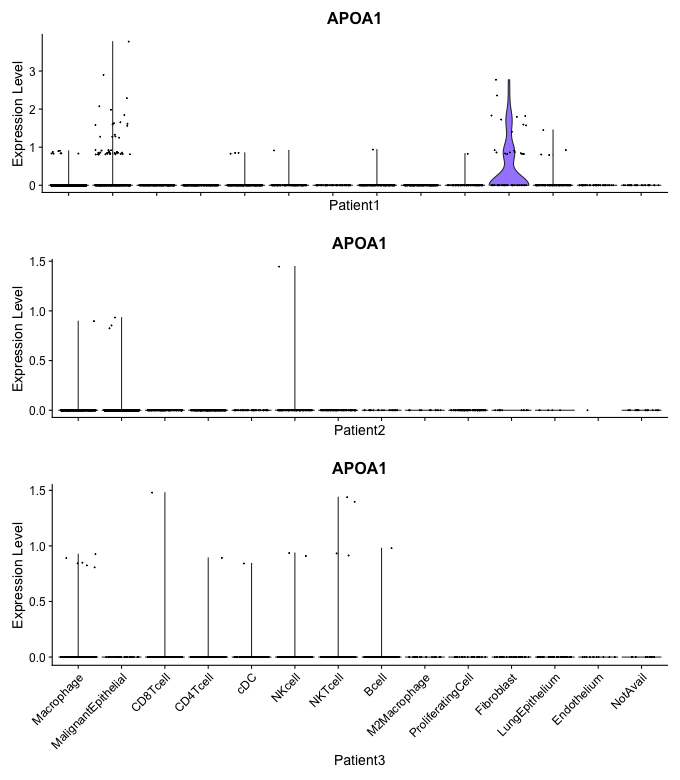 APOA1
Expression Level
3
2
1
0
Patient1
APOA1
Expression Level
1.5
1.0
0.5
0.0
Patient2
APOA1
Expression Level
1.5
1.0
0.5
0.0
Macrophage
MalignantEpithelial
CD8Tcell
CD4Tcell
cDC
NKcell
NKTcell
Bcell
M2Macrophage
ProliferatingCell
Fibroblast
LungEpithelium
Endothelium
NotAvail
Patient3